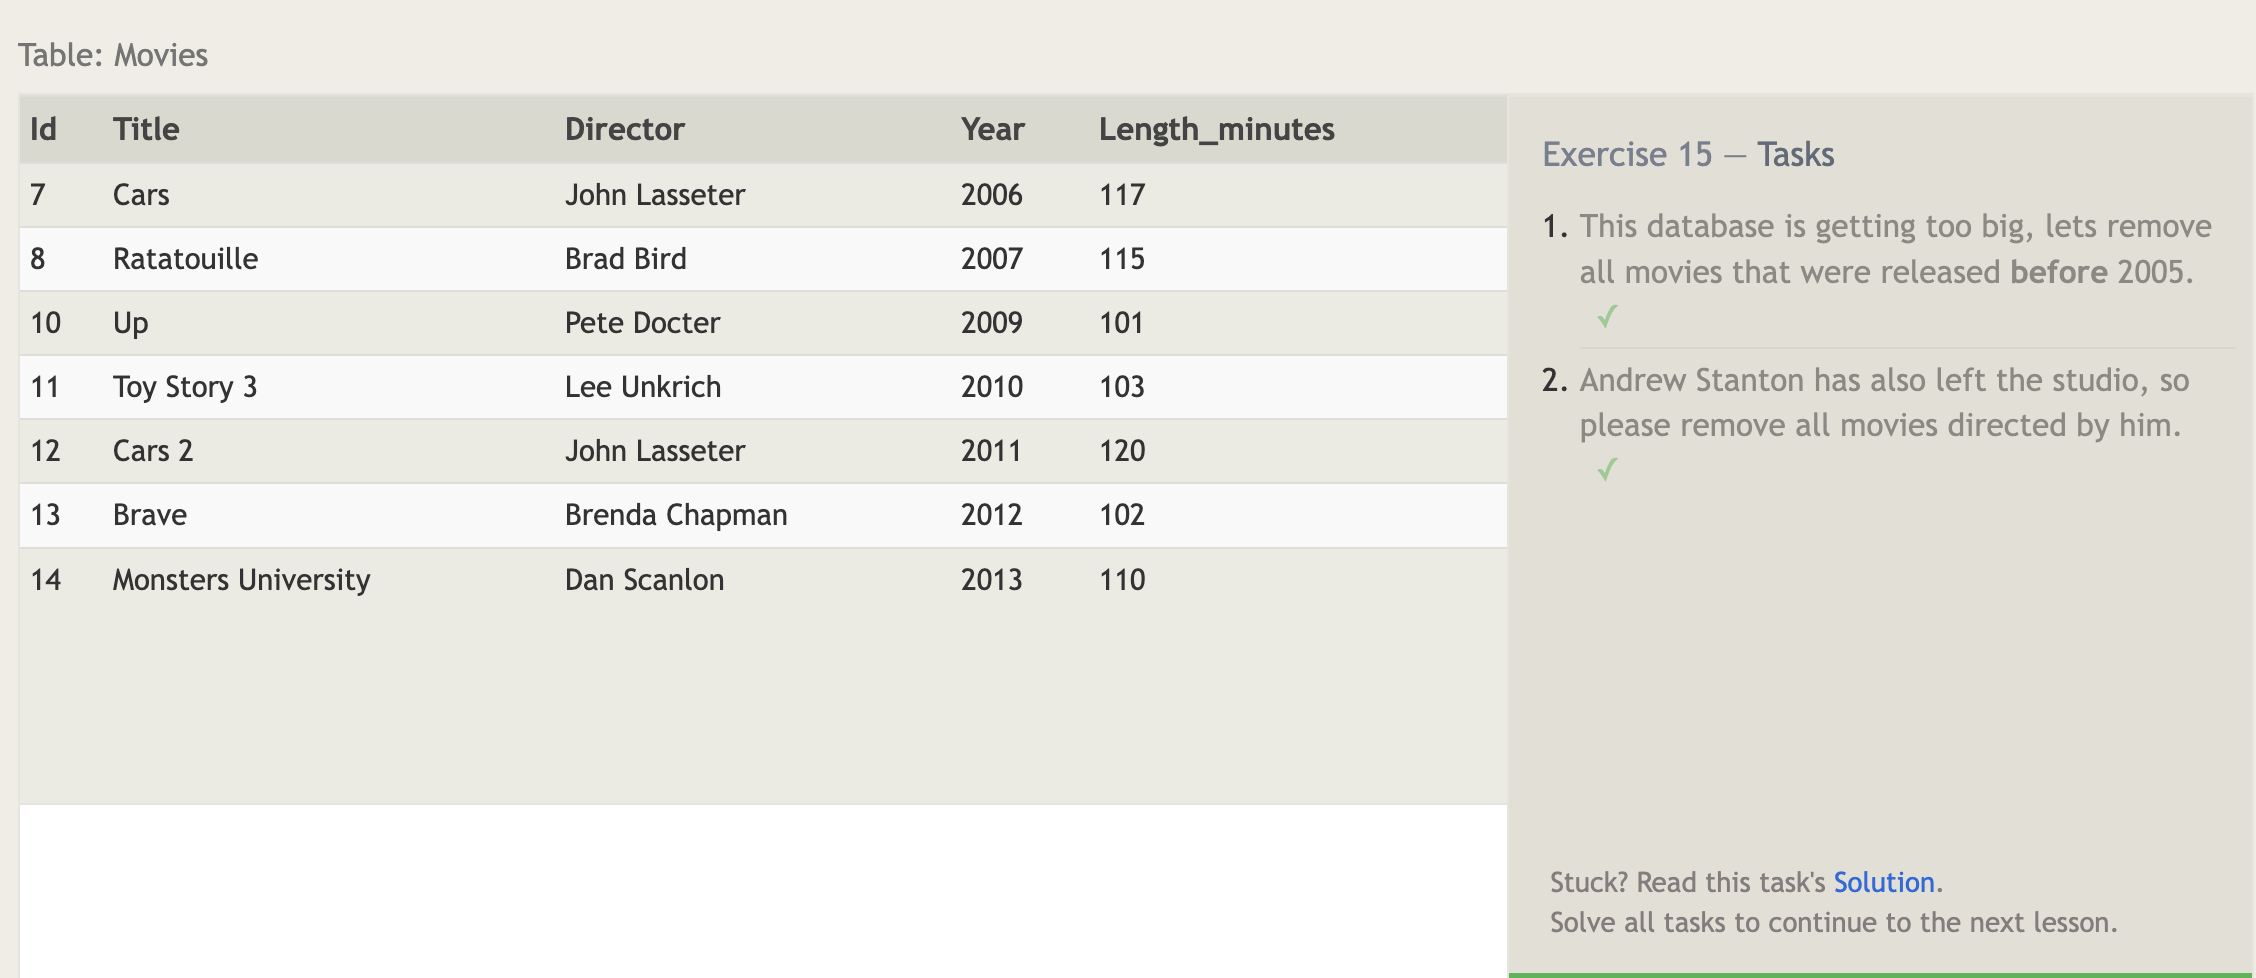 Table: Movies
Id Title Director Year Length_minutes
7 Cars John Lasseter 2006 117
8 Ratatouille Brad Bird 2007 115
10 Up Pete Docter 2009 101
11 Toy Story 3 Lee Unkrich 2010 103
12 Cars 2 John Lasseter 2011 120
13 Brave Brenda Chapman 2012 102
14 Monsters University Dan Scanlon 2013 110
Exercise 15 — Tasks
1. This database is getting too big, lets remove
all movies that were released before 2005.
✓
2. Andrew Stanton has also left the studio, so
please remove all movies directed by him.
✓
Stuck? Read this task's Solution.
Solve all tasks to continue to the next lesson.